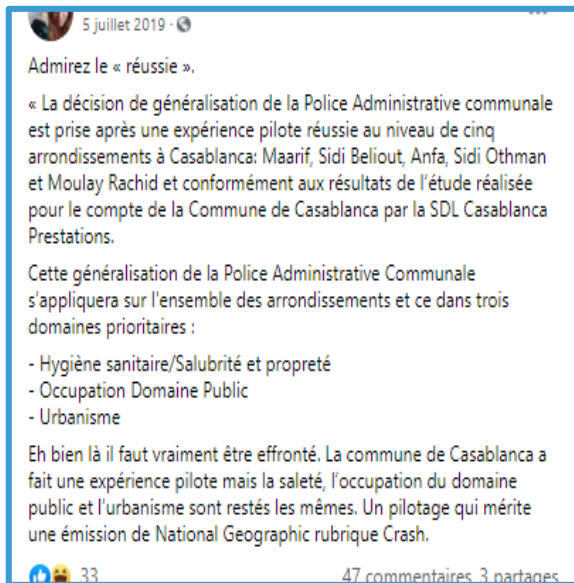 5 juillet 2019 ·
Admirez le « réussie ».
« La décision de généralisation de la Police Administrative communale
est prise après une expérience pilote réussie au niveau de cinq
arrondissements à Casablanca: Maarif, Sidi Beliout, Anfa, Sidi Othman
et Moulay Rachid et conformément aux résultats de l'étude réalisée
pour le compte de la Commune de Casablanca par la SDL Casablanca
Prestations.
Cette généralisation de la Police Administrative Communale
s'appliquera sur l'ensemble des arrondissements et ce dans trois
domaines prioritaires :
- Hygiène sanitaire/Salubrité et propreté
- Occupation Domaine Public
- Urbanisme
Eh bien là il faut vraiment être effronté. La commune de Casablanca a
fait une expérience pilote mais la saleté, l'occupation du domaine
public et l'urbanisme sont restés les mêmes. Un pilotage qui mérite
une émission de National Geographic rubrique Crash.
33 47 commentaires 3 partages